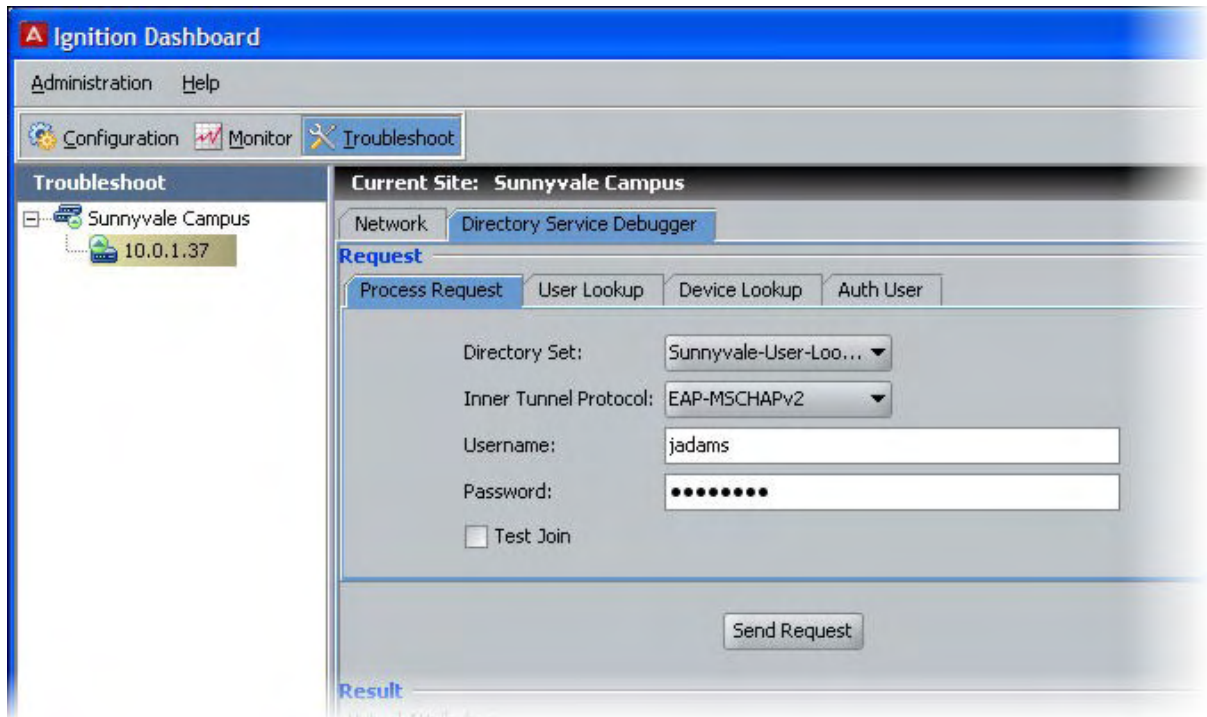 Ignition Dashboard
Administration Help
Configuration Monitor Troubleshoot
Troubleshoot
Current Site: Sunnyvale Campus
Sunnyvale Campus
10.0.1.37
Network Directory Service Debugger
Request
Process Request User Lookup Device Lookup Auth User
Directory Set: Sunnyvale-User-Loo...
Inner Tunnel Protocol: EAP-MSCHAPv2
Username: jadams
Password: ●●●●●●●●
Test Join
Send Request
Result